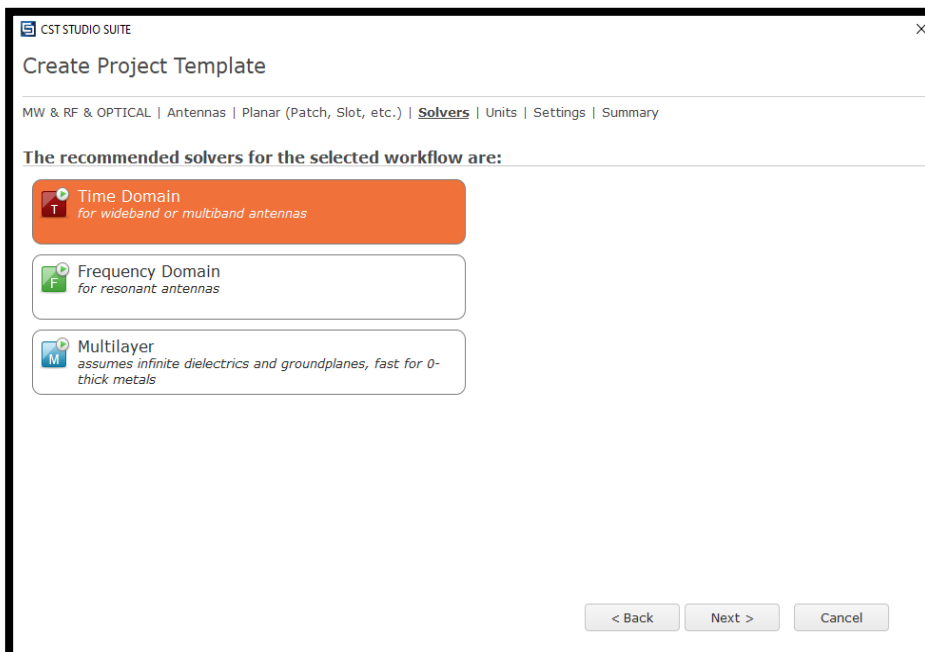 CST STUDIO SUITE
Create Project Template
MW & RF & OPTICAL | Antennas | Planar (Patch, Slot, etc.) | Solvers | Units | Settings | Summary
The recommended solvers for the selected workflow are:
T
Time Domain
for wideband or multiband antennas
F
Frequency Domain
for resonant antennas
M
Multilayer
assumes infinite dielectrics and groundplanes, fast for 0-
thick metals
< Back Next > Cancel